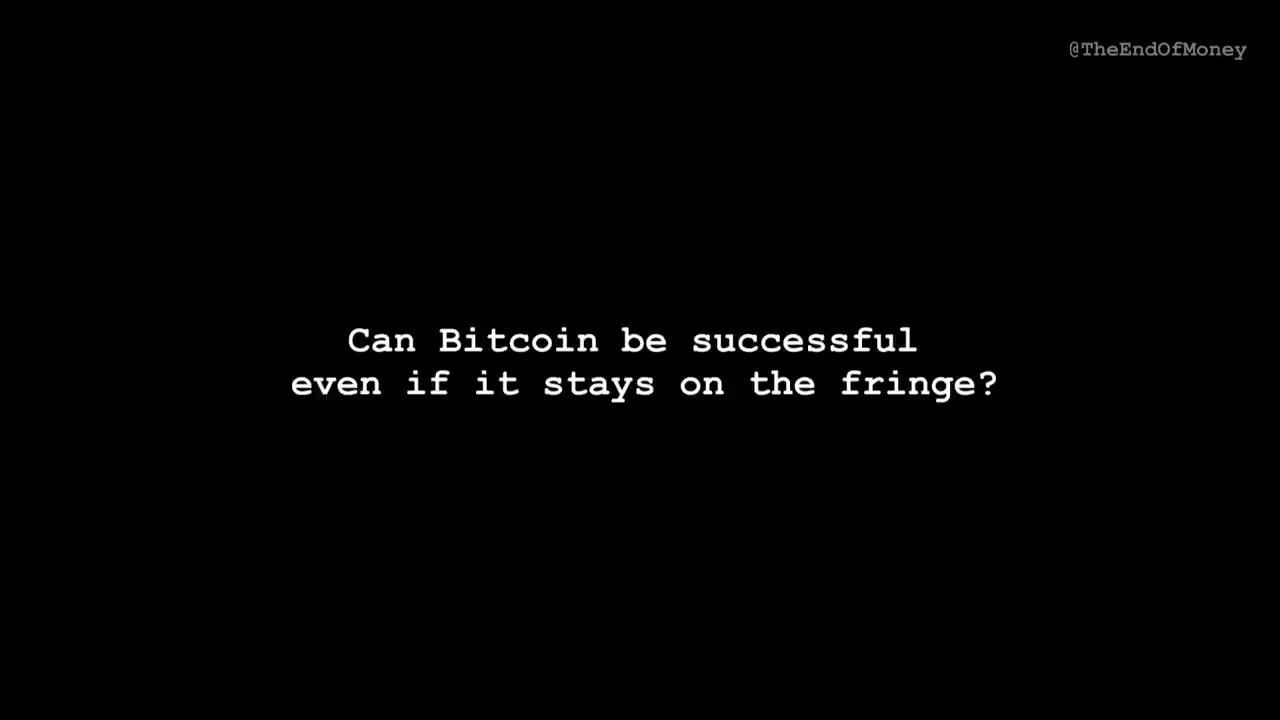 @TheEndOfMoney
Can Bitcoin be successful
even if it stays on the fringe?